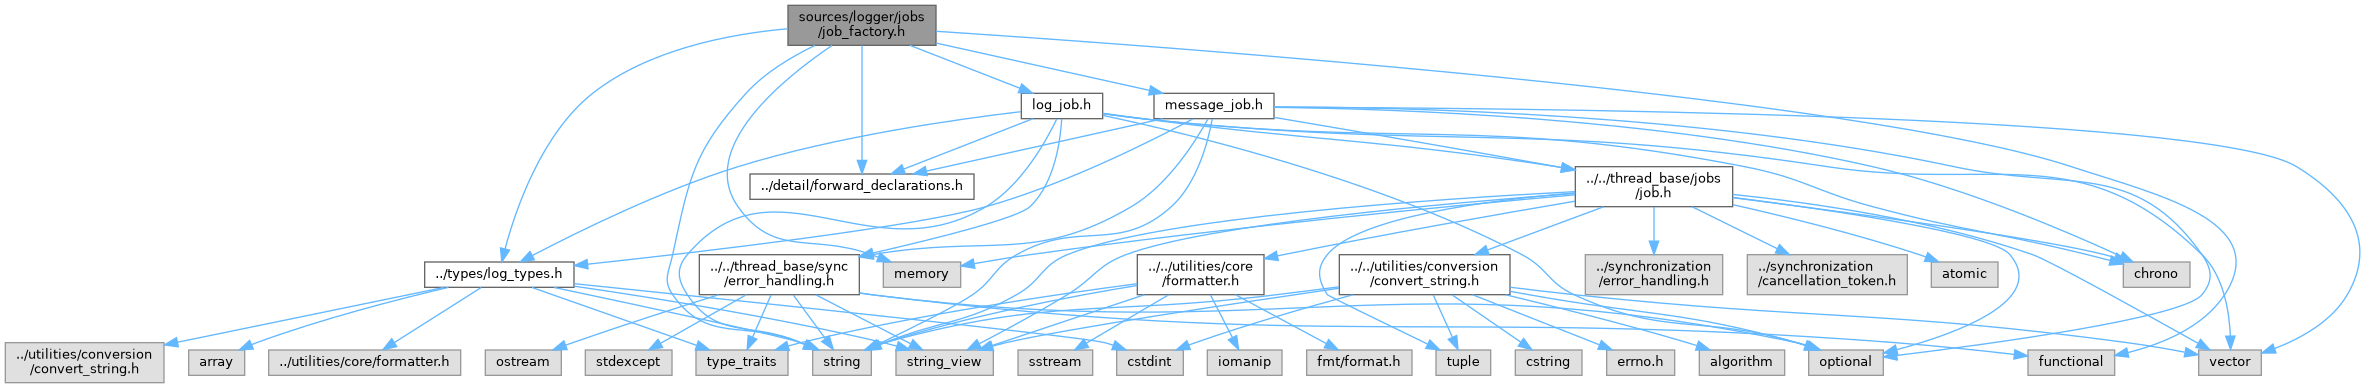 sources/logger/jobs
/job_factory.h
log_job.h
message_job.h
../detail/forward_declarations.h
../../thread_base/jobs
/job.h
../types/log_types.h
../../thread_base/sync
/error_handling.h
memory
../../utilities/core
/formatter.h
../../utilities/conversion
/convert_string.h
../synchronization
/error_handling.h
../synchronization
/cancellation_token.h
atomic
chrono
../utilities/conversion
/convert_string.h
array
../utilities/core/formatter.h
ostream
stdexcept
type_traits
string
string_view
sstream
cstdint
iomanip
fmt/format.h
tuple
cstring
errno.h
algorithm
optional
functional
vector